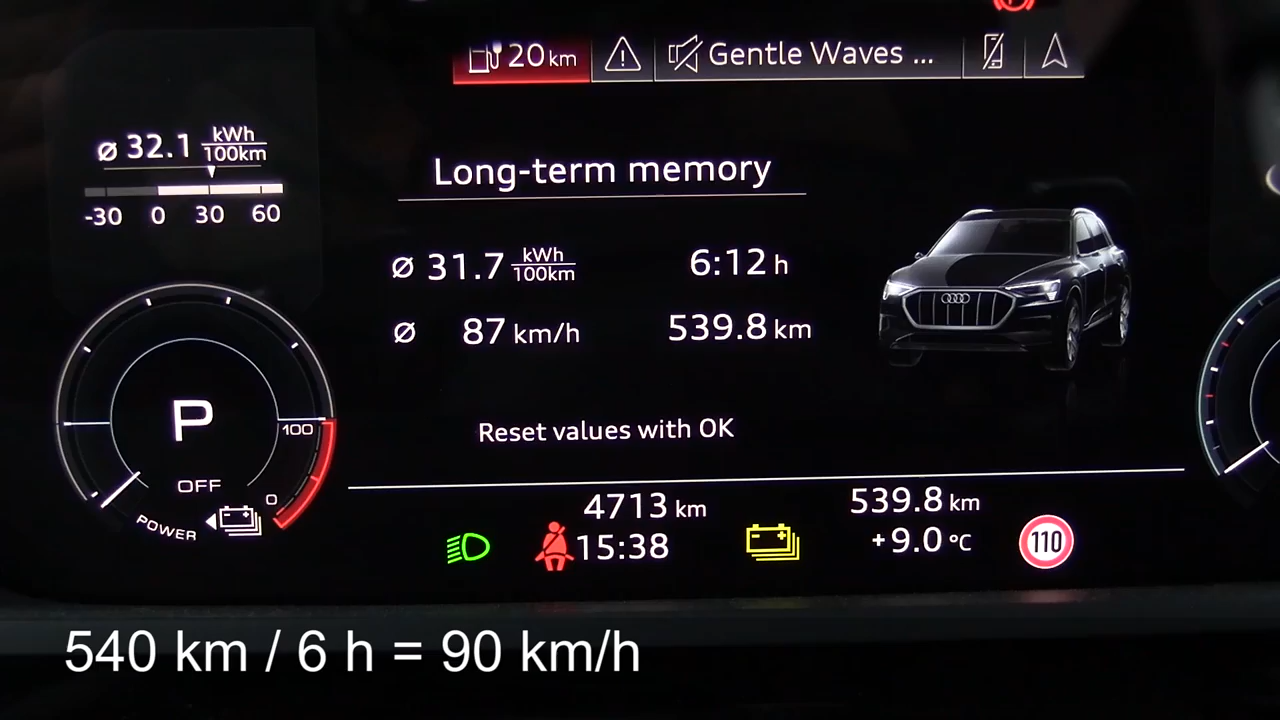 20 km
Gentle Waves ...
ø 32.1 kWh/100km
-30 0 30 60
Long-term memory
ø 31.7 kWh/100km 6:12 h
ø 87 km/h 539.8 km
Reset values with OK
P
OFF
100
0
POWER
4713 km 539.8 km
15:38 +9.0 °C
110
540 km / 6 h = 90 km/h